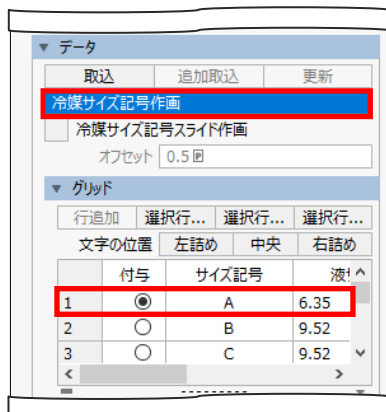 データ
取込 追加取込 更新
冷媒サイズ記号作画
冷媒サイズ記号スライド作画
オフセット 0.5 P
グリッド
行追加 選択行... 選択行... 選択行...
文字の位置 左詰め 中央 右詰め
付与 サイズ記号
1 A 6.35
2 B 9.52
3 C 9.52